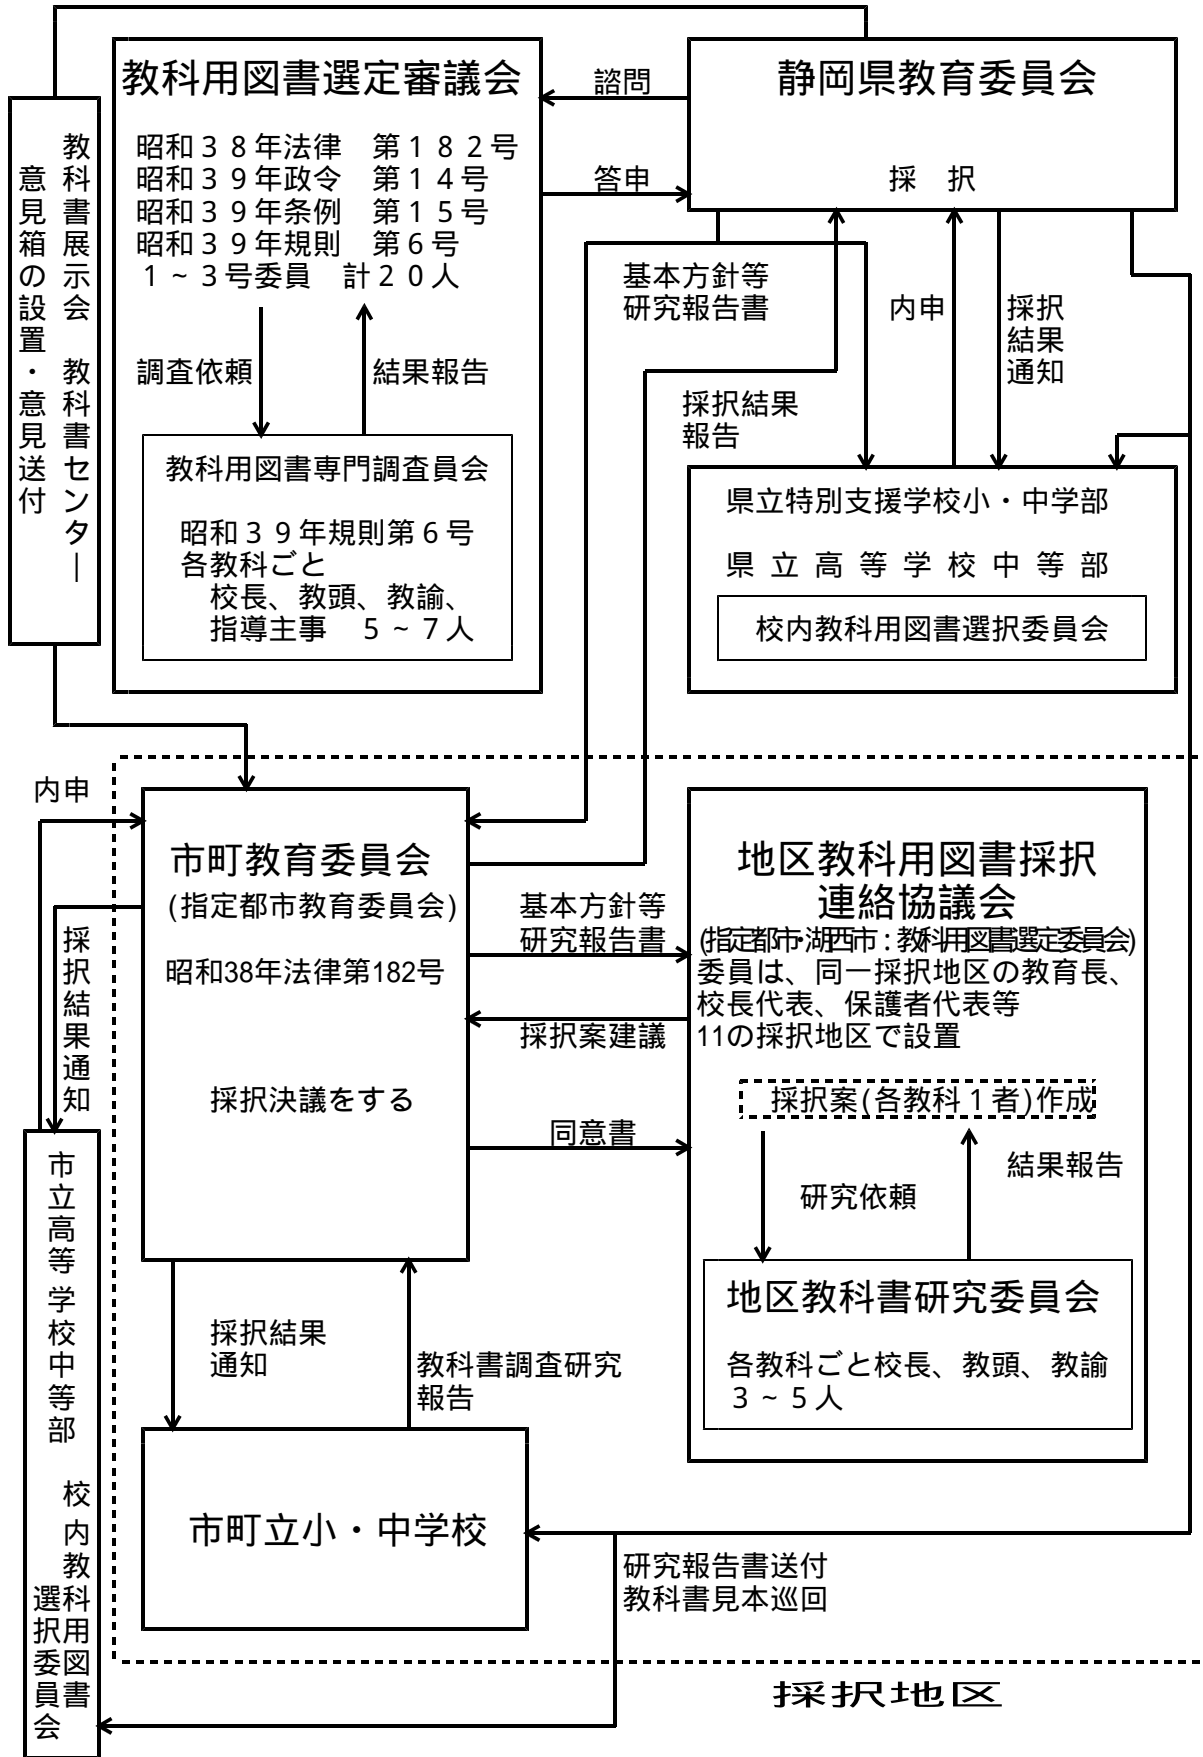 教科用図書選定審議会
昭和３８年法律　第１８２号
昭和３９年政令　第１４号
昭和３９年条例　第１５号
昭和３９年規則　第６号
１～３号委員　計２０人
調査依頼
結果報告
教科用図書専門調査員会
昭和３９年規則第６号
各教科ごと
校長、教頭、教諭、
指導主事　５～７人
諮問
答申
静岡県教育委員会
採　択
教科書展示会　教科書センター
意見箱の設置・意見送付
基本方針等
研究報告書
内申
採択
結果
通知
採択結果
報告
県立特別支援学校小・中学部
県立高等学校中等部
校内教科用図書選択委員会
内申
採択結果通知
市町教育委員会
(指定都市教育委員会)
昭和38年法律第182号
採択決議をする
基本方針等
研究報告書
採択案建議
同意書
地区教科用図書採択
連絡協議会
(指定都市・湖西市：教科用図書選定委員会)
委員は、同一採択地区の教育長、
校長代表、保護者代表等
11の採択地区で設置
採択案(各教科１者)作成
研究依頼
結果報告
地区教科書研究委員会
各教科ごと校長、教頭、教諭
３～５人
採択結果
通知
教科書調査研究
報告
市町立小・中学校
市立高等学校中等部　校内教科用図書
選択委員会
研究報告書送付
教科書見本巡回
採択地区